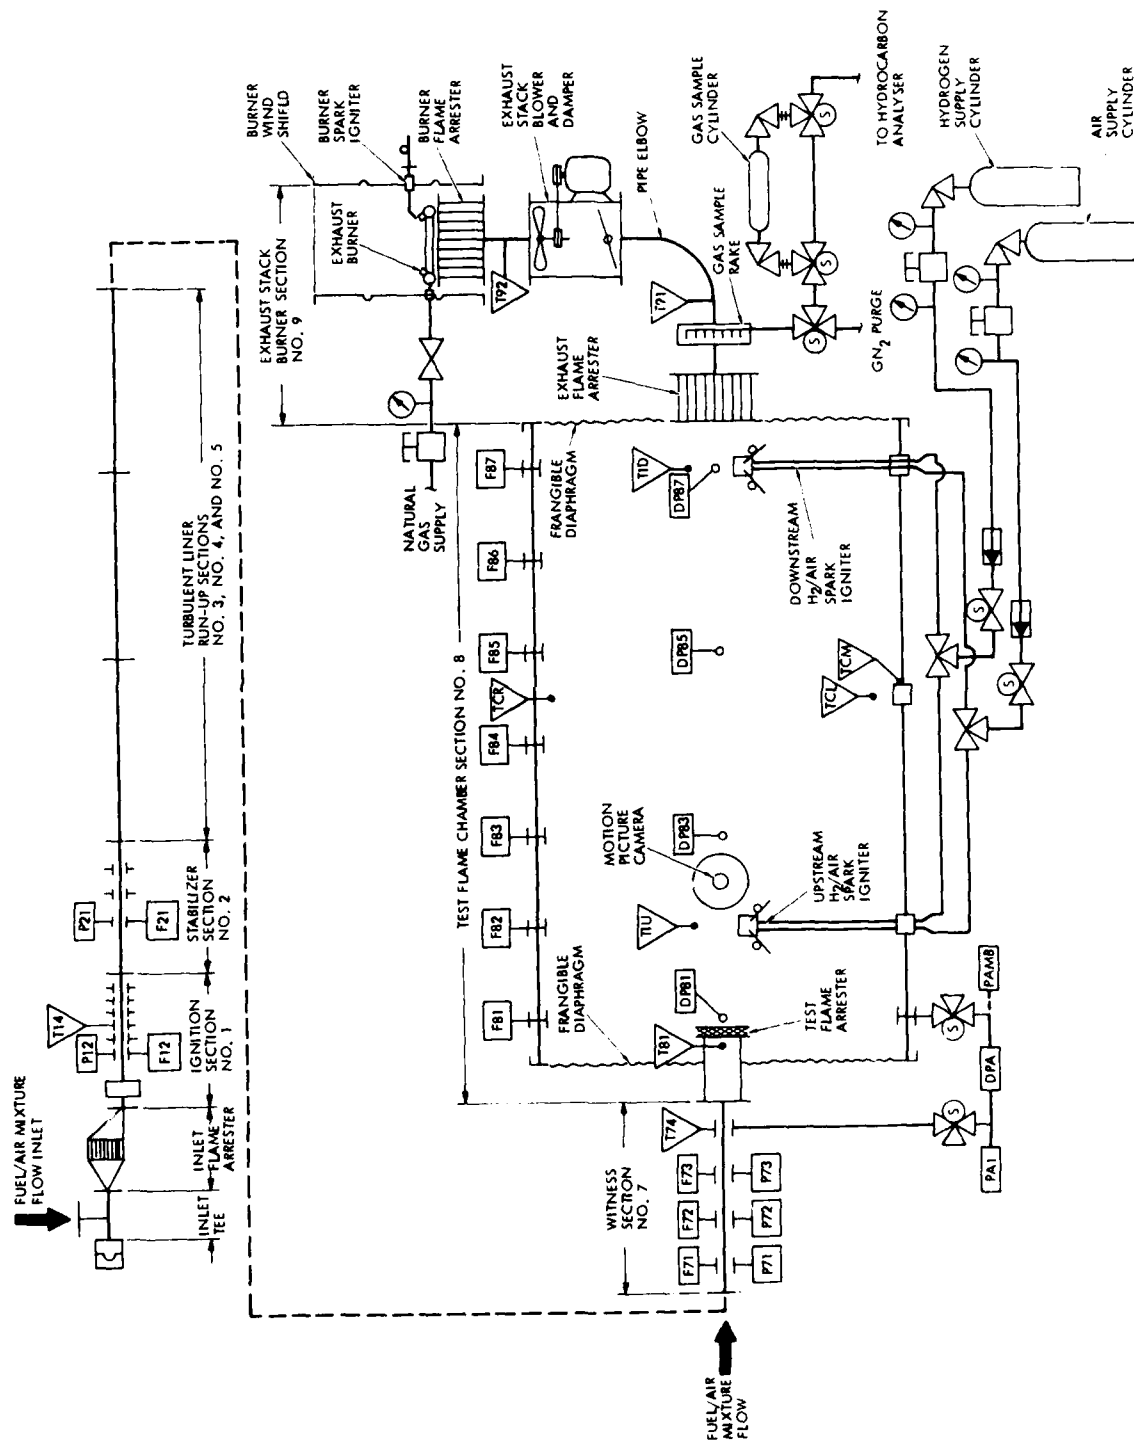 FUEL/AIR MIXTURE
FLOW INLET
INLET
TEE
INLET
FLAME
ARRESTER
IGNITION
SECTION
NO. 1
STABILIZER
SECTION
NO. 2
TURBULENT LINER
RUN-UP SECTIONS
NO. 3, NO. 4, AND NO. 5
P12
T14
F12
P21
F21
EXHAUST STACK
BURNER SECTION
NO. 9
BURNER
WIND
SHIELD
BURNER
SPARK
IGNITER
BURNER
FLAME
ARRESTER
EXHAUST
BURNER
EXHAUST
STACK
BLOWER
AND
DAMPER
T92
PIPE ELBOW
T91
GAS SAMPLE
RAKE
GAS SAMPLE
CYLINDER
S
S
S
TO HYDROCARBON
ANALYSER
GN2 PURGE
HYDROGEN
SUPPLY
CYLINDER
AIR
SUPPLY
CYLINDER
NATURAL
GAS
SUPPLY
EXHAUST
FLAME
ARRESTER
TEST FLAME CHAMBER SECTION NO. 8
F81
F82
F83
F84
TCR
F85
F86
F87
FRANGIBLE
DIAPHRAGM
FRANGIBLE
DIAPHRAGM
T81
DP81
TIU
DP83
DP85
TID
DP87
MOTION
PICTURE
CAMERA
TEST
FLAME
ARRESTER
UPSTREAM
H2/AIR
SPARK
IGNITER
DOWNSTREAM
H2/AIR
SPARK
IGNITER
TCL
TCM
S
S
WITNESS
SECTION
NO. 7
F71
F72
F73
T74
P71
P72
P73
S
S
PA1
DPA
PAMB
FUEL/AIR
MIXTURE
FLOW